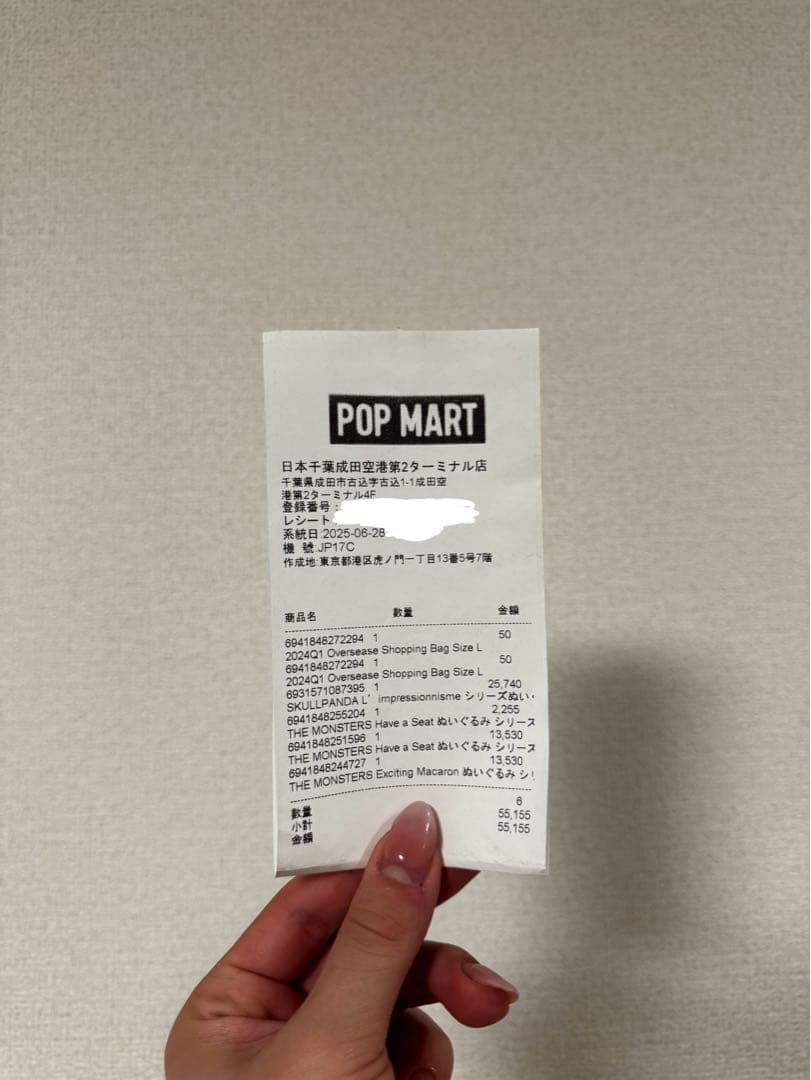 POP MART
日本千葉成田空港第2ターミナル店
千葉県成田市古込字古込1-1成田空
港第2ターミナル4F
登録番号:
レシート
系統日:2025-06-28
機 號:JP17C
作成地:東京都港区虎ノ門一丁目13番5号7階
商品名 數量 金額
6941848272294 1 50
2024Q1 Oversease Shopping Bag Size L
6941848272294 1 50
2024Q1 Oversease Shopping Bag Size L
6931571087395 1 25,740
SKULLPANDA L' impressionnisme シリーズぬい
6941848255204 1 2,255
THE MONSTERS Have a Seat ぬいぐるみ シリーズ
6941848251596 1 13,530
THE MONSTERS Have a Seat ぬいぐるみ シリーズ
6941848244727 1 13,530
THE MONSTERS Exciting Macaron ぬいぐるみ シリ
數量 6
小計 55,155
金額 55,155